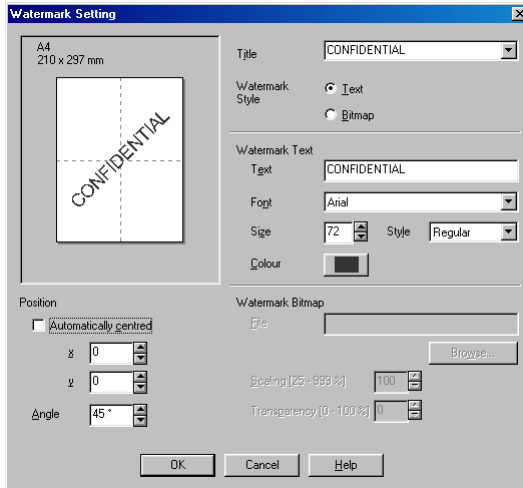 Watermark Setting
A4
210 x 297 mm
CONFIDENTIAL
Title
CONFIDENTIAL
Watermark
Style
Text
Bitmap
Watermark Text
Text
CONFIDENTIAL
Font
Arial
Size
72
Style
Regular
Colour
Position
Automatically centred
x
0
y
0
Angle
45 °
Watermark Bitmap
File
Browse...
Scaling [25 - 999 %]
100
Transparency [0 - 100 %]
0
OK
Cancel
Help